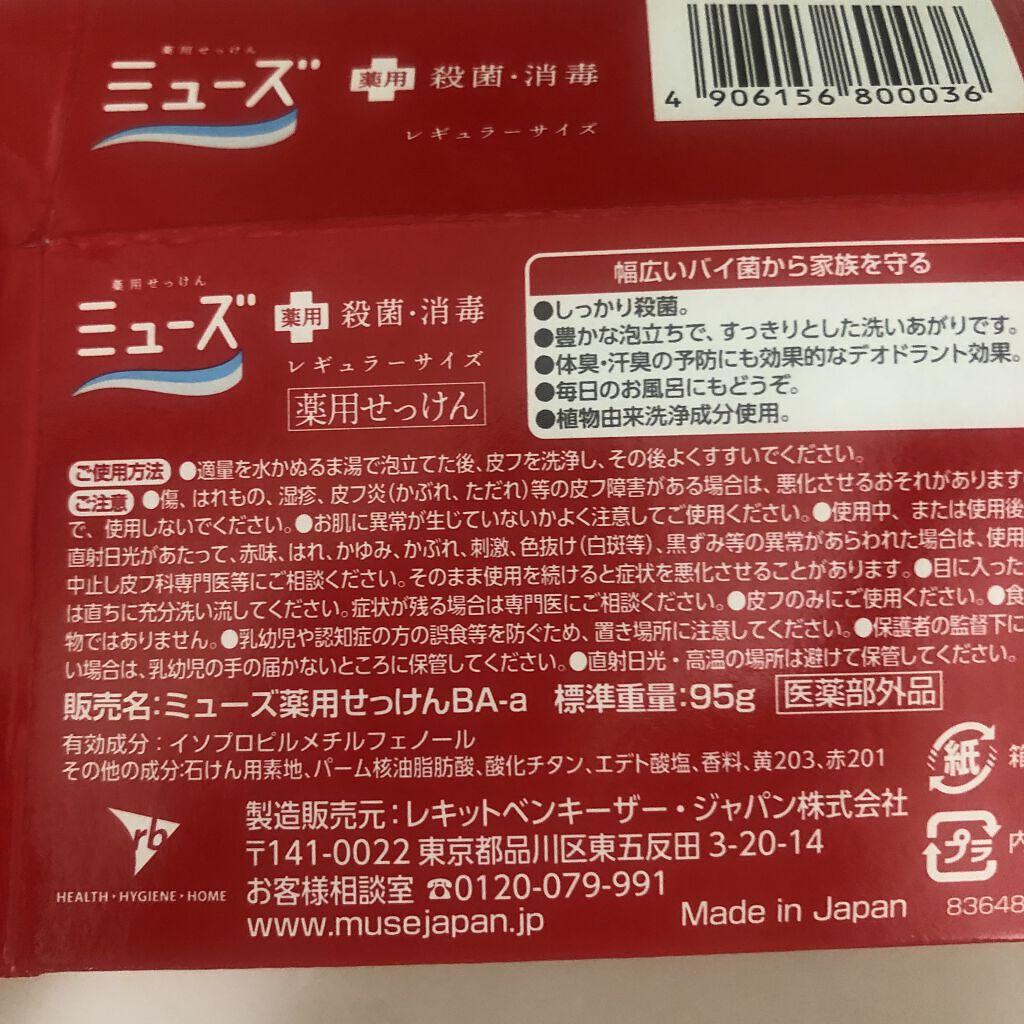 薬用せっけん
ミューズ 薬用 殺菌・消毒
レギュラーサイズ
4 906156 800036
薬用せっけん
ミューズ 薬用 殺菌・消毒
レギュラーサイズ
薬用せっけん
幅広いバイ菌から家族を守る
●しっかり殺菌。
●豊かな泡立ちで、すっきりとした洗いあがりです。
●体臭・汗臭の予防にも効果的なデオドラント効果。
●毎日のお風呂にもどうぞ。
●植物由来洗浄成分使用。
ご使用方法 ●適量を水かぬるま湯で泡立てた後、皮フを洗浄し、その後よくすすいでください。
ご注意 ●傷、はれもの、湿疹、皮フ炎(かぶれ、ただれ)等の皮フ障害がある場合は、悪化させるおそれがあります
で、使用しないでください。●お肌に異常が生じていないかよく注意してご使用ください。●使用中、または使用後
直射日光があたって、赤味、はれ、かゆみ、かぶれ、刺激、色抜け(白斑等)、黒ずみ等の異常があらわれた場合は、使用
中止し皮フ科専門医等にご相談ください。そのまま使用を続けると症状を悪化させることがあります。●目に入った
は直ちに充分洗い流してください。症状が残る場合は専門医にご相談ください。●皮フのみにご使用ください。●食
物ではありません。●乳幼児や認知症の方の誤食等を防ぐため、置き場所に注意してください。●保護者の監督下に
い場合は、乳幼児の手の届かないところに保管してください。●直射日光・高温の場所は避けて保管してください。
販売名:ミューズ薬用せっけんBA-a 標準重量:95g 医薬部外品
有効成分:イソプロピルメチルフェノール
その他の成分:石けん用素地、パーム核油脂肪酸、酸化チタン、エデト酸塩、香料、黄203、赤201
紙 箱
プラ 内
rb
HEALTH・HYGIENE・HOME
製造販売元:レキットベンキーザー・ジャパン株式会社
〒141-0022 東京都品川区東五反田 3-20-14
お客様相談室 ☎0120-079-991
www.musejapan.jp
Made in Japan
83648